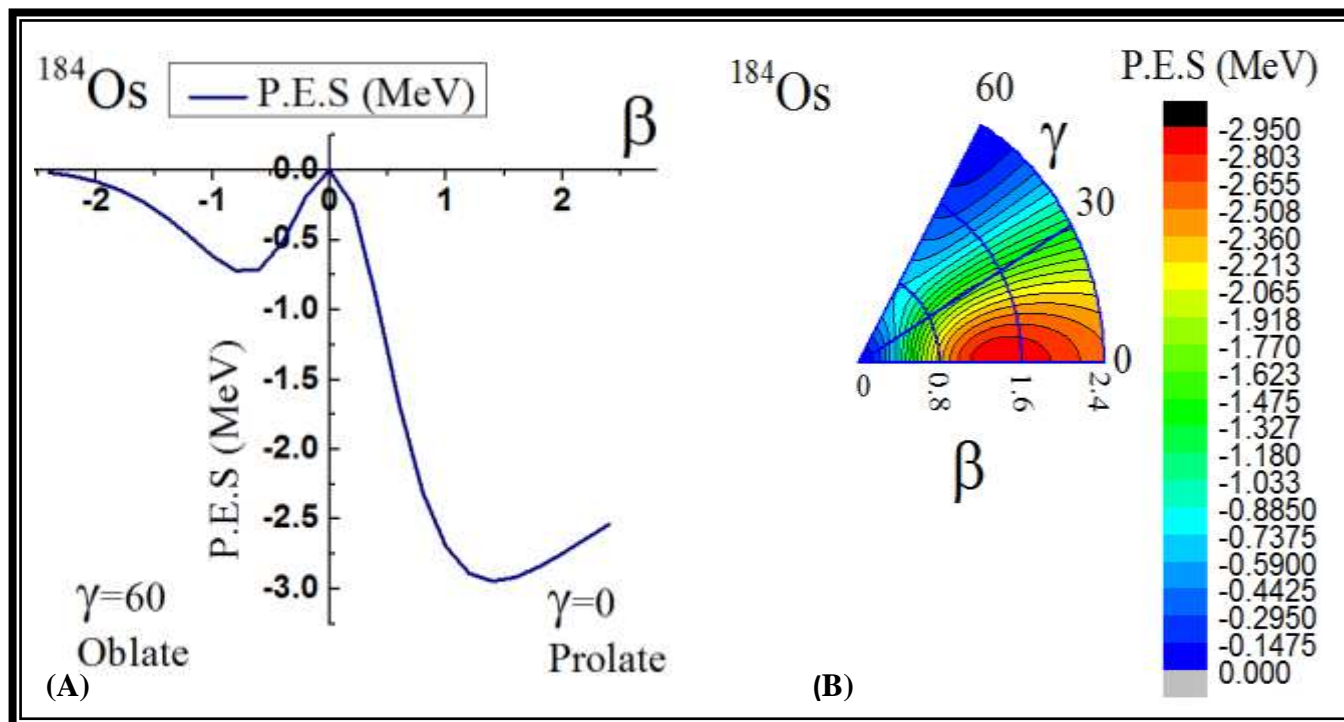 184Os
P.E.S (MeV)
β
-2
-1
0
1
2
-0.0
-0.5
-1.0
-1.5
-2.0
-2.5
-3.0
P.E.S (MeV)
γ=60
Oblate
γ=0
Prolate
(A)
184Os
60
γ
30
0
0
0.8
1.6
2.4
β
(B)
P.E.S (MeV)
-2.950
-2.803
-2.655
-2.508
-2.360
-2.213
-2.065
-1.918
-1.770
-1.623
-1.475
-1.327
-1.180
-1.033
-0.8850
-0.7375
-0.5900
-0.4425
-0.2950
-0.1475
0.000